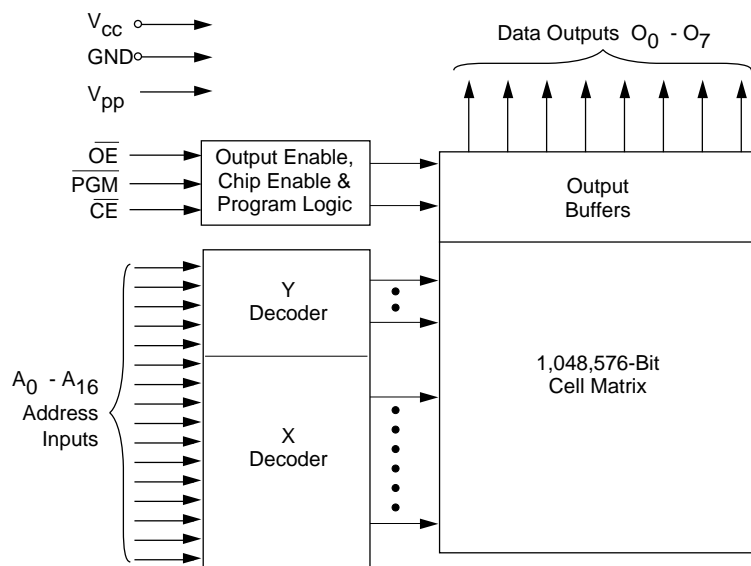 Vcc
GND
Vpp
OE
PGM
CE
Output Enable,
Chip Enable &
Program Logic
Data Outputs O0 - O7
Output
Buffers
Y
Decoder
A0 - A16
Address
Inputs
X
Decoder
1,048,576-Bit
Cell Matrix